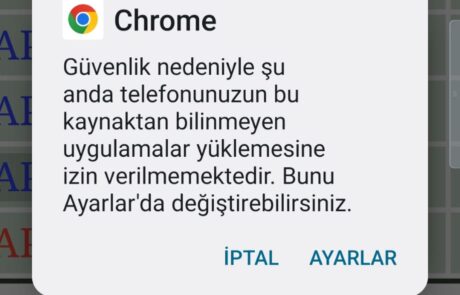 Chrome
Güvenlik nedeniyle şu
anda telefonunuzun bu
kaynaktan bilinmeyen
uygulamalar yüklemesine
izin verilmemektedir. Bunu
Ayarlar'da değiştirebilirsiniz.
İPTAL AYARLAR